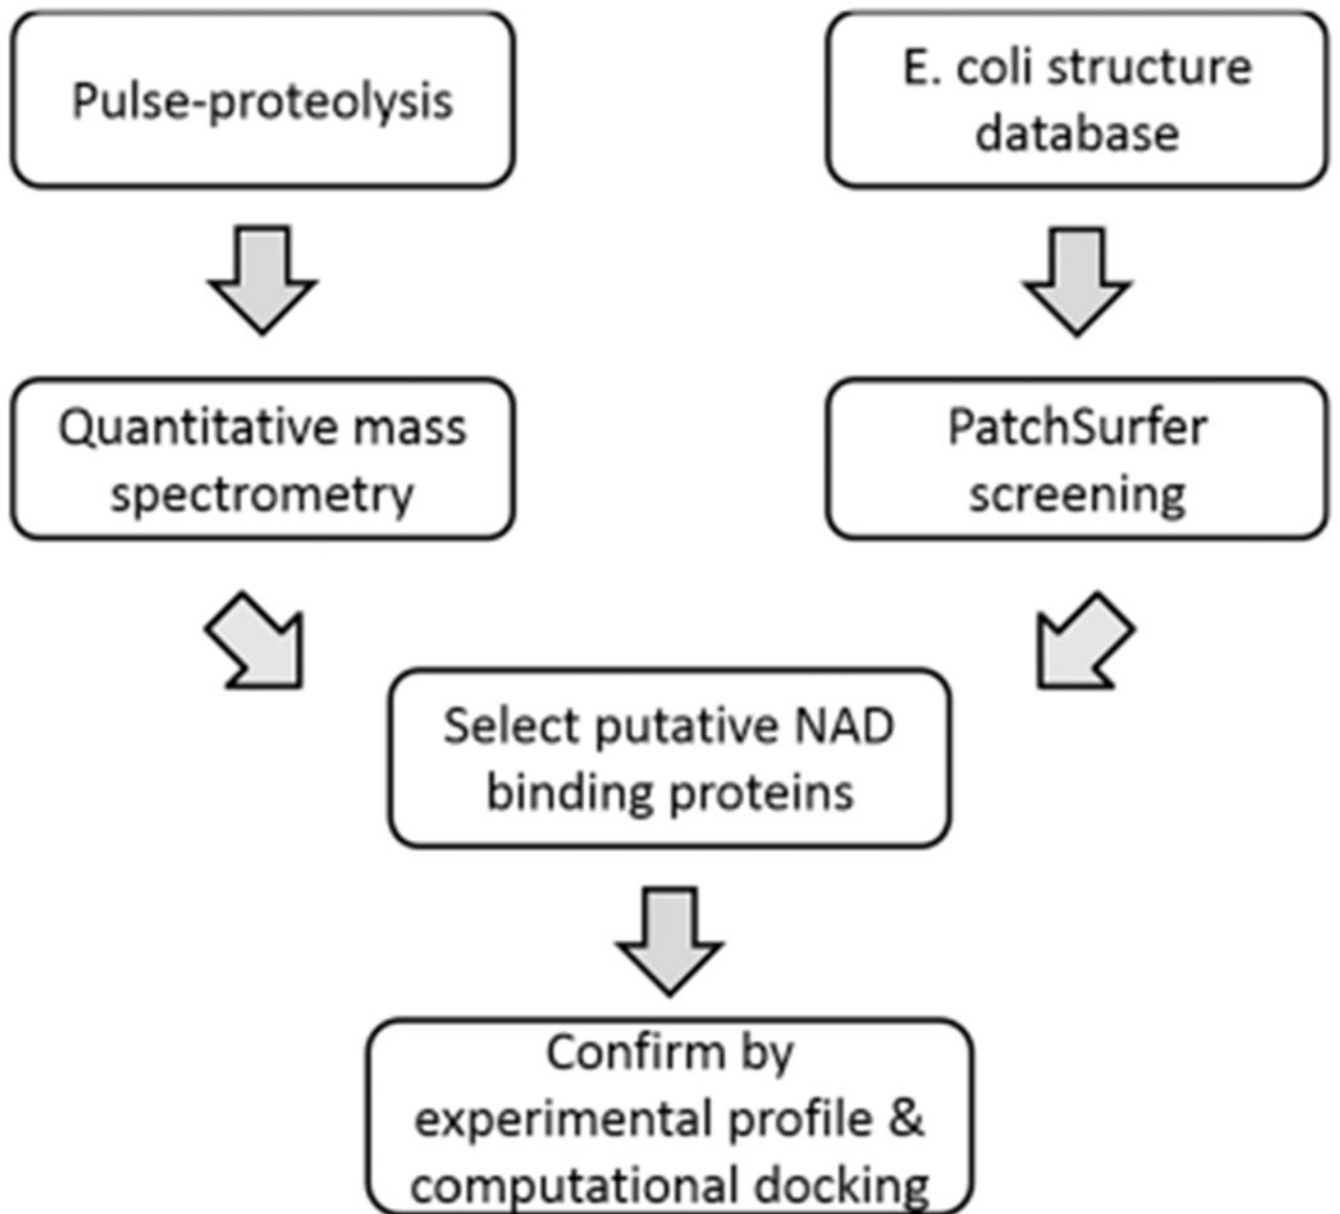 Pulse-proteolysis
E. coli structure
database
Quantitative mass
spectrometry
PatchSurfer
screening
Select putative NAD
binding proteins
Confirm by
experimental profile &
computational docking